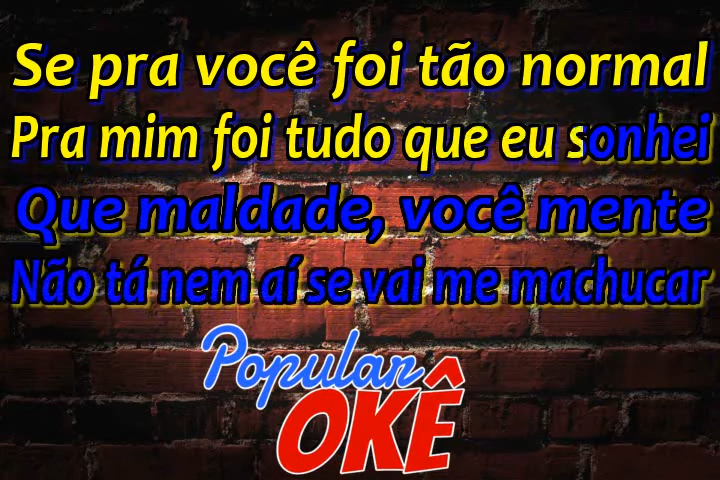 Se pra você foi tão normal
Pra mim foi tudo que eu sonhei
Que maldade, você mente
Não tá nem aí se vai me machucar
Popular
OKÊ